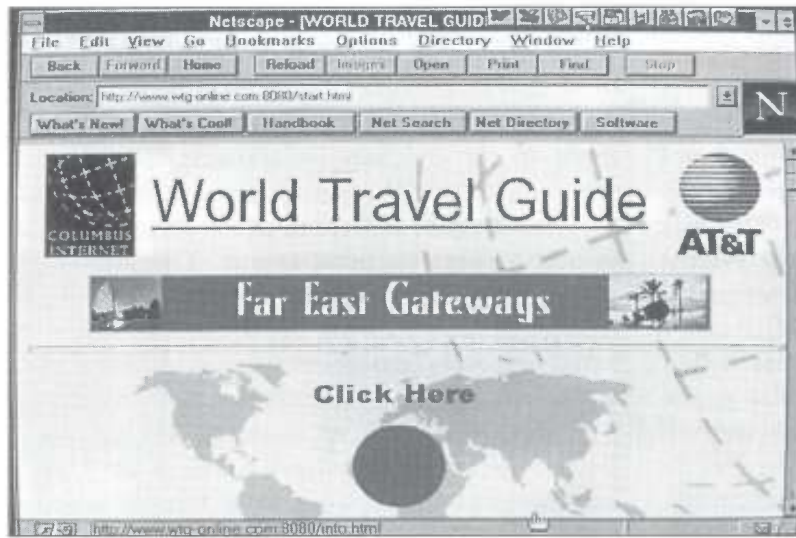 Netscape - [WORLD TRAVEL GUID
File Edit View Go Bookmarks Options Directory Window Help
Back Forward Home Reload Images Open Print Find Stop
Location: http://www.wtg-online.com:8080/start.html
N
What's New! What's Cool! Handbook Net Search Net Directory Software
COLUMBUS
INTERNET
World Travel Guide
AT&T
Far East Gateways
Click Here
http://www.wtg-online.com:8080/info.html